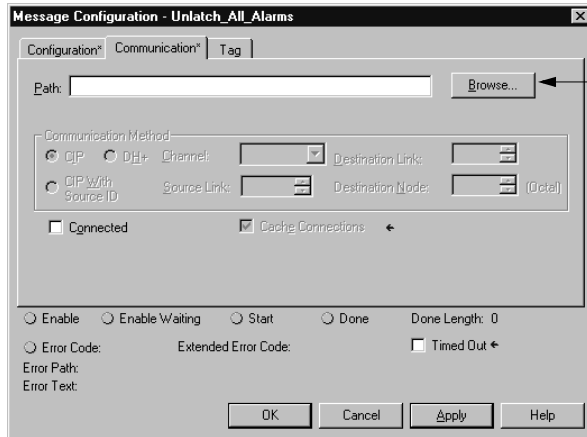 Message Configuration - Unlatch_All_Alarms
Configuration* Communication* Tag
Path: Browse...
Communication Method
CIP DH+ Channel: Destination Link:
CIP With Source ID Source Link: Destination Node: (Octal)
Connected Cache Connections ←
Enable Enable Waiting Start Done Done Length: 0
Error Code: Extended Error Code: Timed Out ←
Error Path:
Error Text:
OK Cancel Apply Help